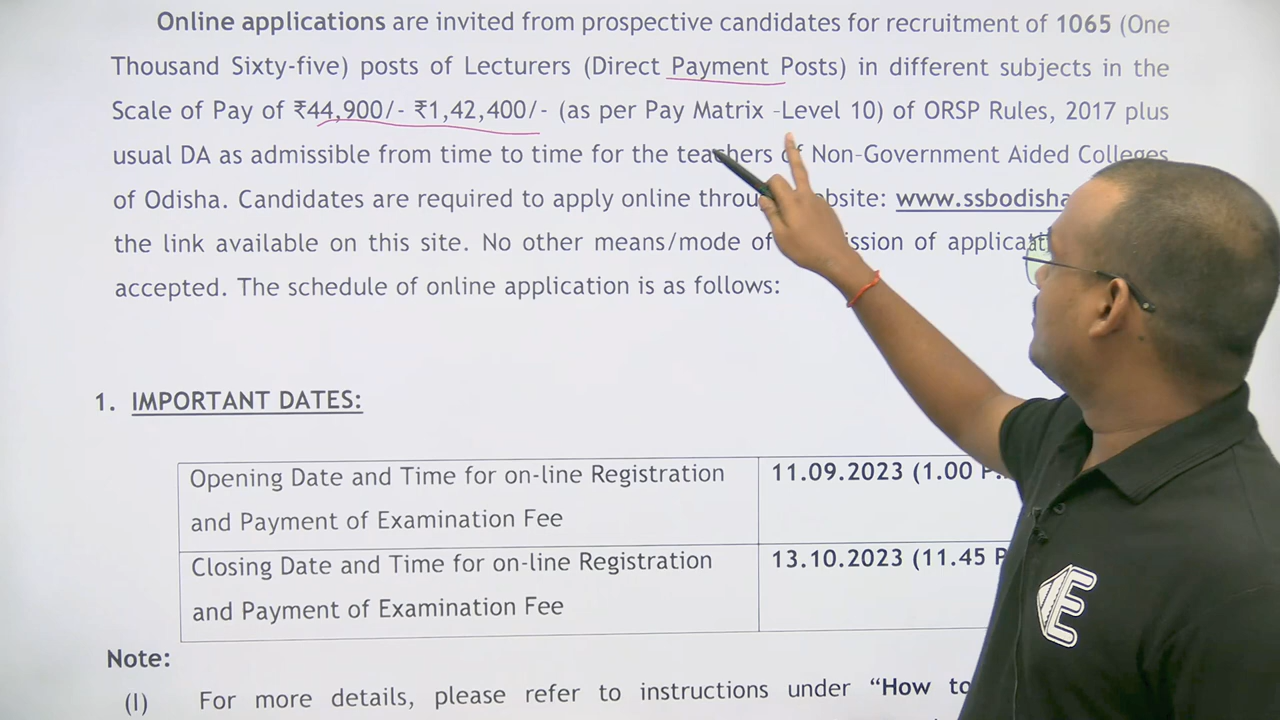 Online applications are invited from prospective candidates for recruitment of 1065 (One
Thousand Sixty-five) posts of Lecturers (Direct Payment Posts) in different subjects in the
Scale of Pay of ₹44,900/- ₹1,42,400/- (as per Pay Matrix -Level 10) of ORSP Rules, 2017 plus
usual DA as admissible from time to time for the teachers of Non-Government Aided Colleges
of Odisha. Candidates are required to apply online website: www.ssbodisha
the link available on this site. No other means/mode of of
accepted. The schedule of online application is as follows:
1. IMPORTANT DATES:
Opening Date and Time for on-line Registration
and Payment of Examination Fee
11.09.2023 (1.00 P.
Closing Date and Time for on-line Registration
and Payment of Examination Fee
13.10.2023 (11.45 P
Note:
(I) For more details, please refer to instructions under “How to
E